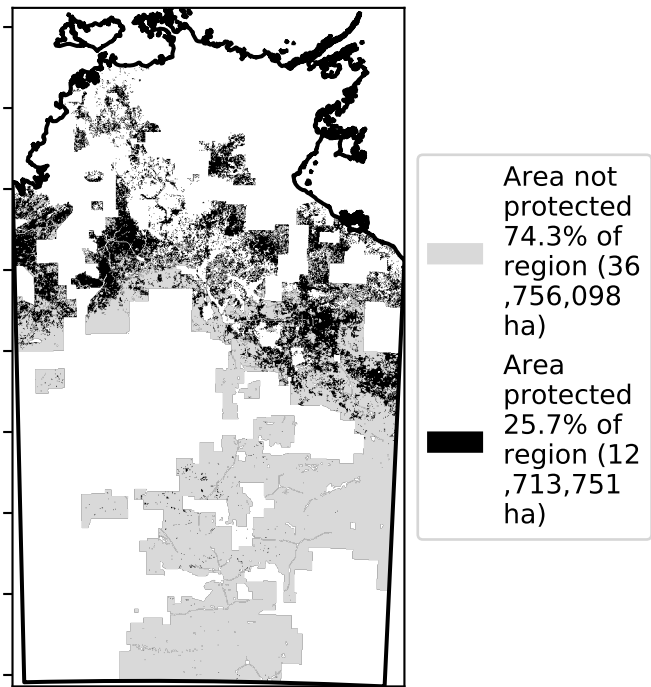 Area not
protected
74.3% of
region (36
,756,098
ha)
Area
protected
25.7% of
region (12
,713,751
ha)